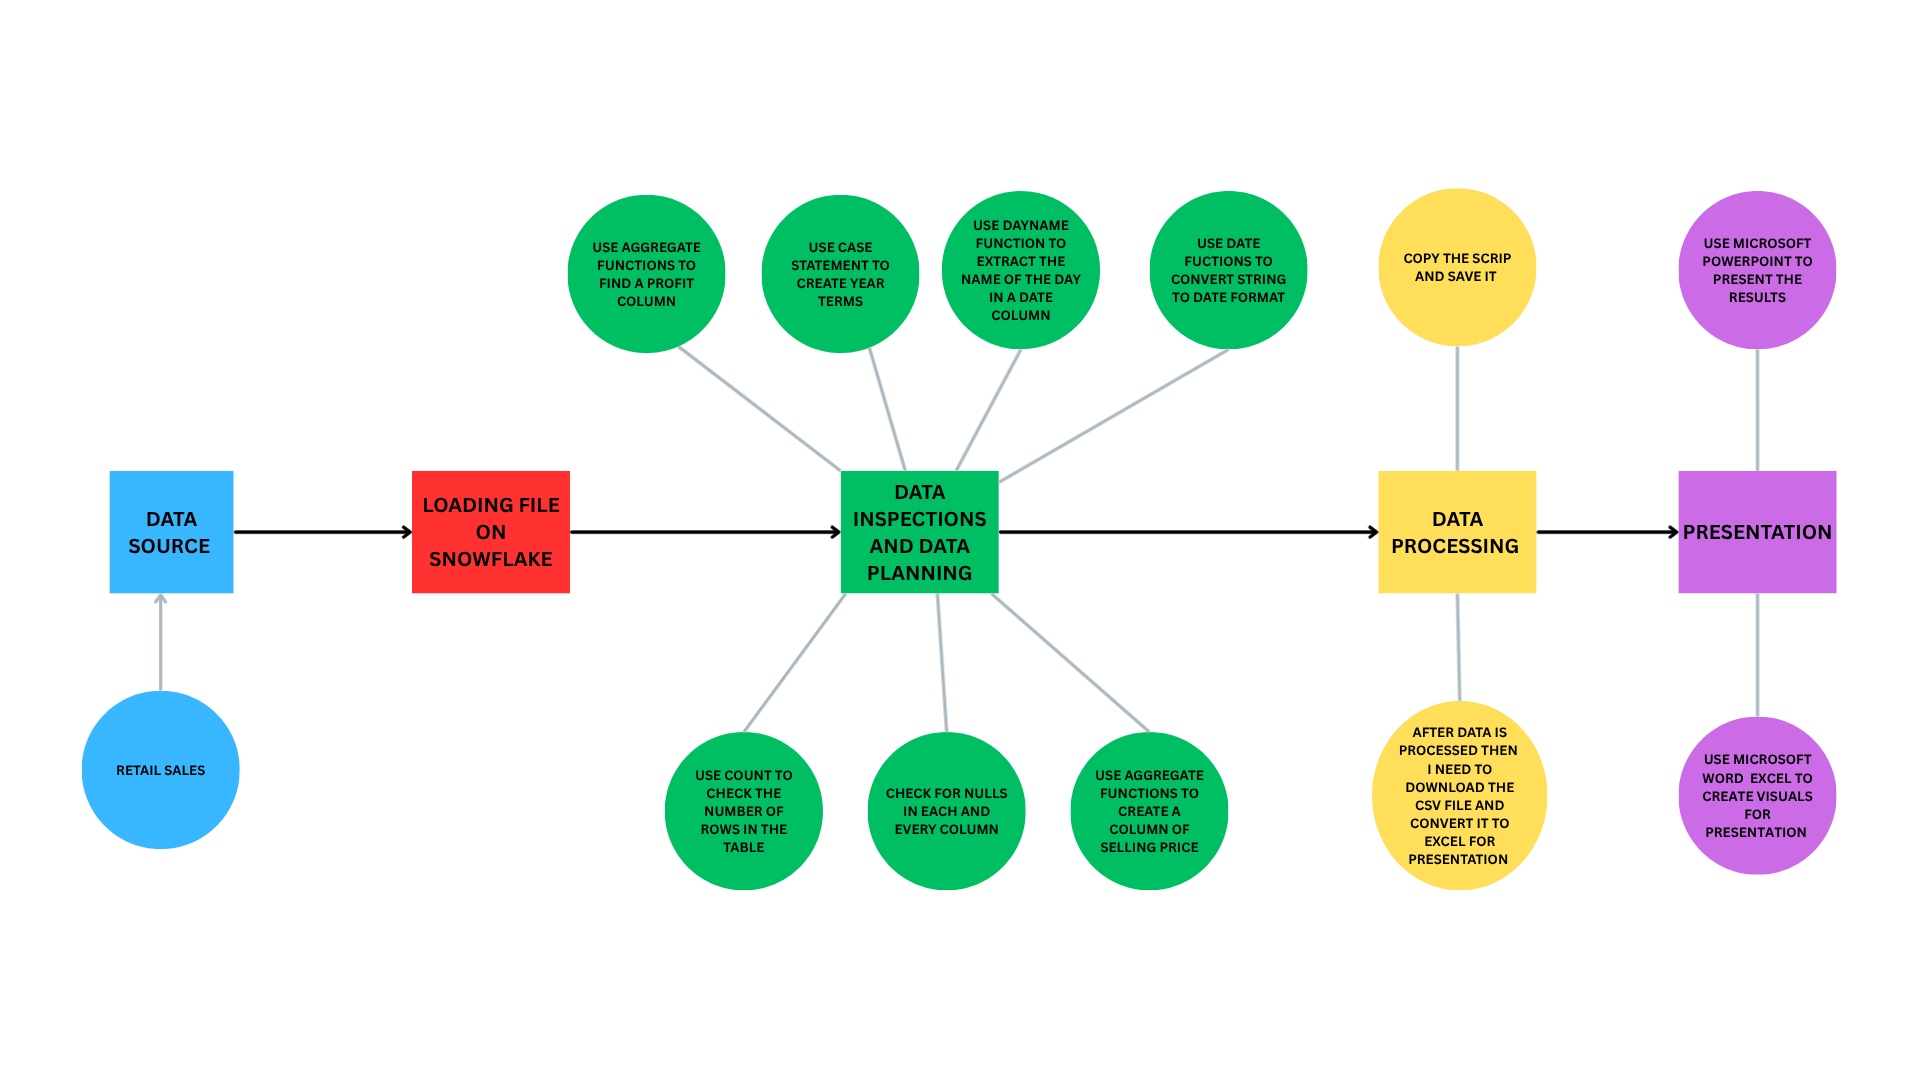 USE AGGREGATE
FUNCTIONS TO
FIND A PROFIT
COLUMN
USE CASE
STATEMENT TO
CREATE YEAR
TERMS
USE DAYNAME
FUNCTION TO
EXTRACT THE
NAME OF THE DAY
IN A DATE
COLUMN
USE DATE
FUCTIONS TO
CONVERT STRING
TO DATE FORMAT
COPY THE SCRIP
AND SAVE IT
USE MICROSOFT
POWERPOINT TO
PRESENT THE
RESULTS
DATA
SOURCE
LOADING FILE
ON
SNOWFLAKE
DATA
INSPECTIONS
AND DATA
PLANNING
DATA
PROCESSING
PRESENTATION
RETAIL SALES
USE COUNT TO
CHECK THE
NUMBER OF
ROWS IN THE
TABLE
CHECK FOR NULLS
IN EACH AND
EVERY COLUMN
USE AGGREGATE
FUNCTIONS TO
CREATE A
COLUMN OF
SELLING PRICE
AFTER DATA IS
PROCESSED THEN
I NEED TO
DOWNLOAD THE
CSV FILE AND
CONVERT IT TO
EXCEL FOR
PRESENTATION
USE MICROSOFT
WORD  EXCEL TO
CREATE VISUALS
FOR
PRESENTATION